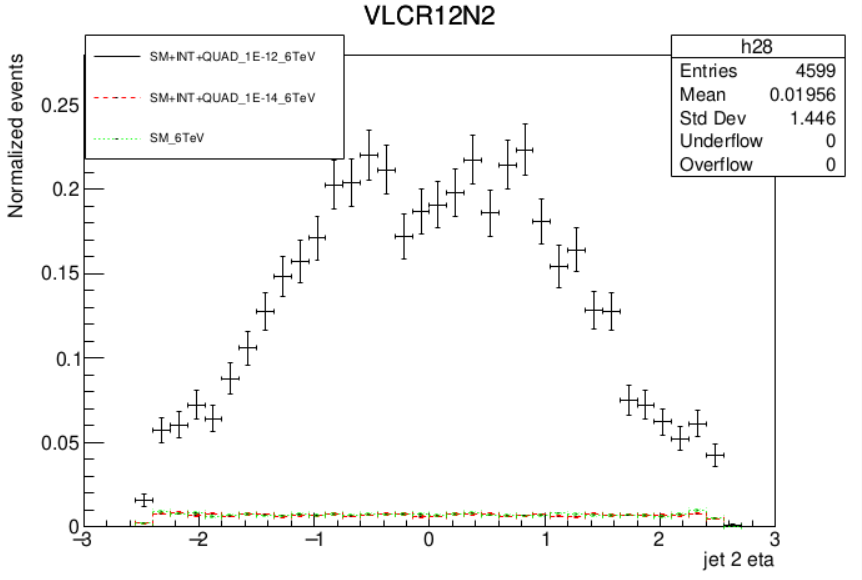 VLCR12N2
Normalized events
SM+INT+QUAD_1E-12_6TeV
SM+INT+QUAD_1E-14_6TeV
SM_6TeV
h28
Entries 4599
Mean 0.01956
Std Dev 1.446
Underflow 0
Overflow 0
0.25
0.2
0.15
0.1
0.05
0
−3 −2 −1 0 1 2 3
jet 2 eta